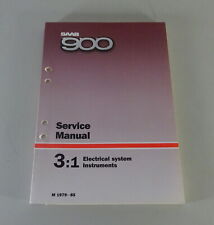 SAAB
900
Service
Manual
3:1 Electrical system
Instruments
M 1979-85